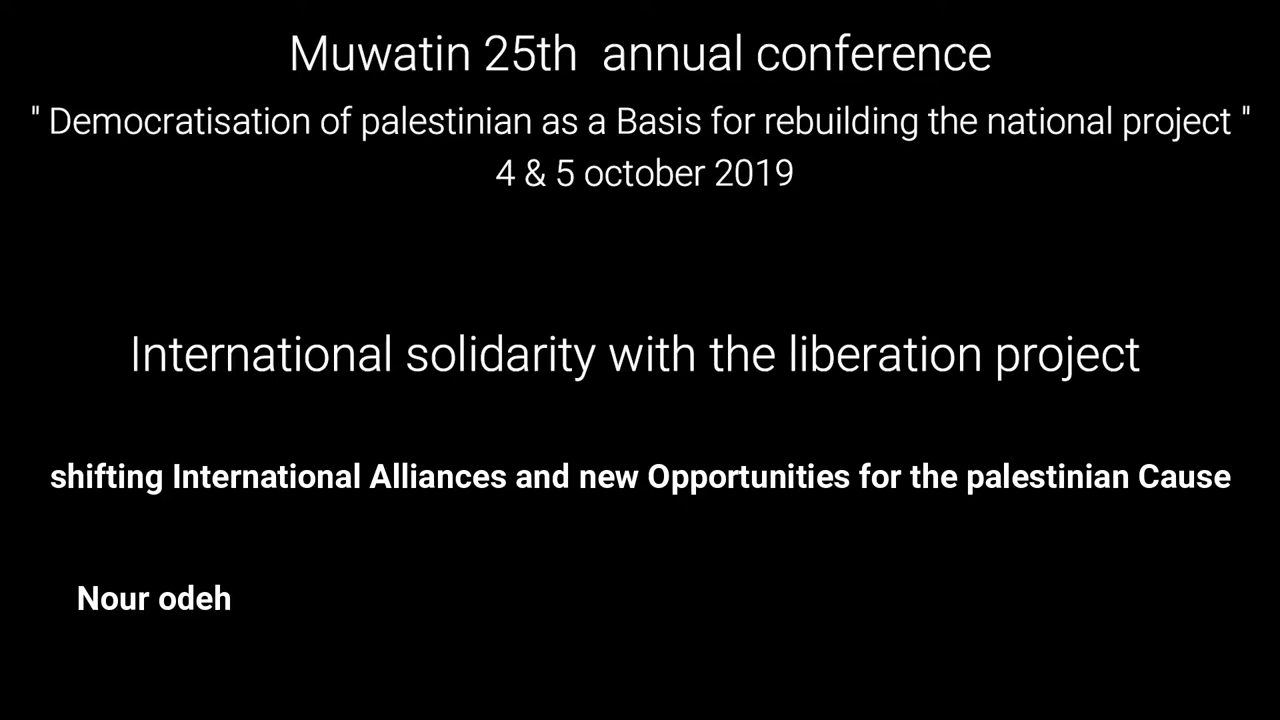 Muwatin 25th annual conference
" Democratisation of palestinian as a Basis for rebuilding the national project "
4 & 5 october 2019
International solidarity with the liberation project
shifting International Alliances and new Opportunities for the palestinian Cause
Nour odeh